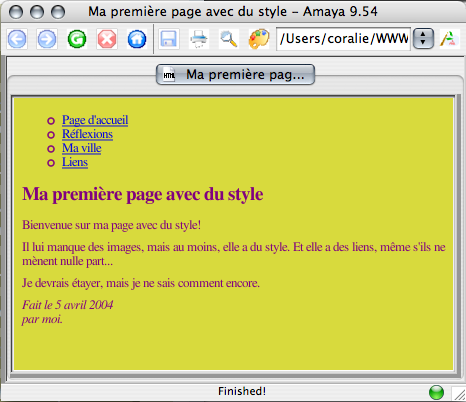 Ma première page avec du style - Amaya 9.54
/Users/coralie/WWW
HTML
Ma première pag...
Page d'accueil
Réflexions
Ma ville
Liens
Ma première page avec du style
Bienvenue sur ma page avec du style!
Il lui manque des images, mais au moins, elle a du style. Et elle a des liens, même s'ils ne
mènent nulle part...
Je devrais étayer, mais je ne sais comment encore.
Fait le 5 avril 2004
par moi.
Finished!